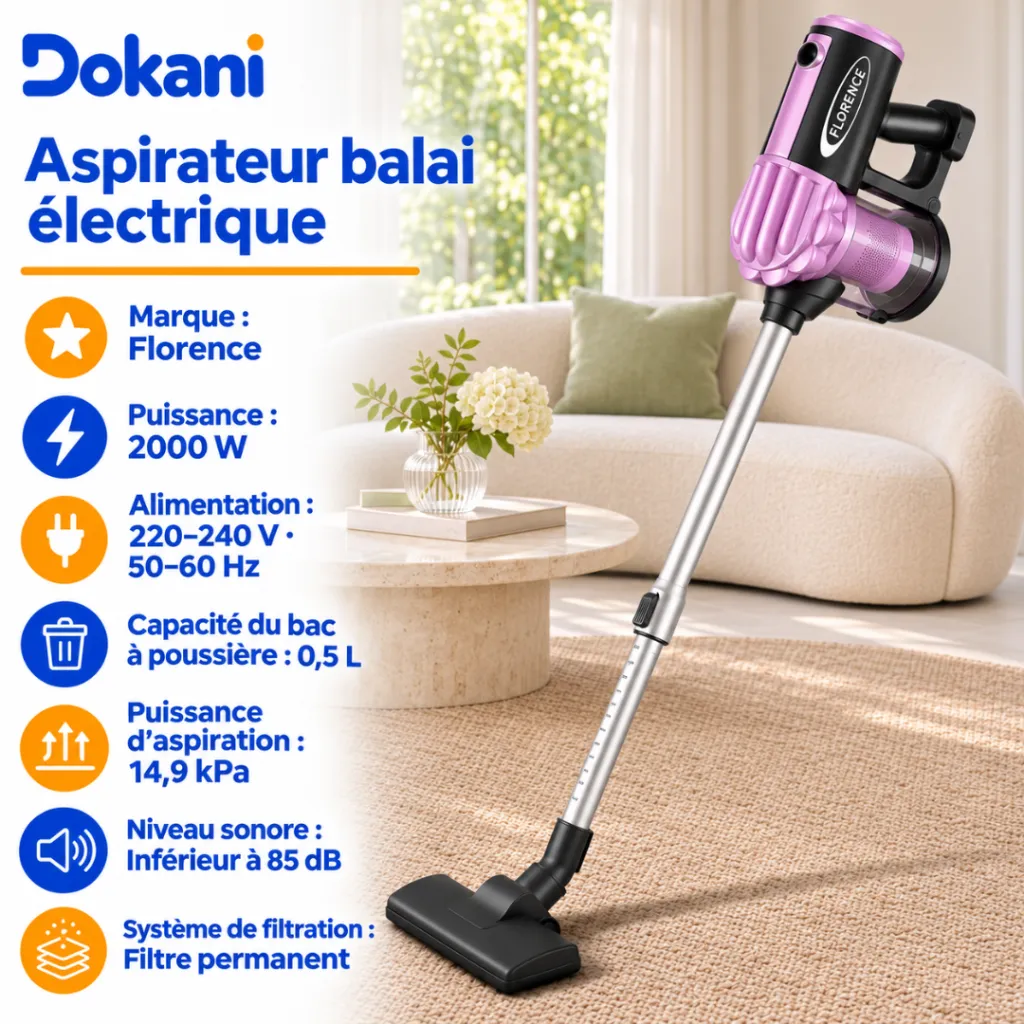 Dokani
Aspirateur balai
électrique
FLORENCE
Marque :
Florence
Puissance :
2000 W
Alimentation :
220–240 V ·
50–60 Hz
Capacité du bac
à poussière : 0,5 L
Puissance
d’aspiration :
14,9 kPa
Niveau sonore :
Inférieur à 85 dB
Système de filtration :
Filtre permanent